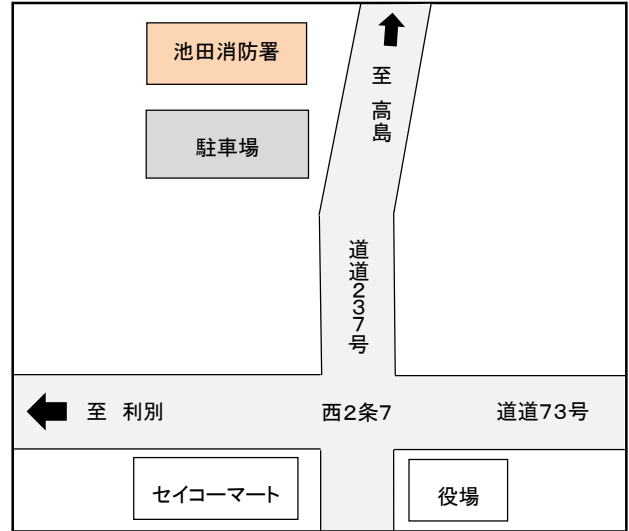 池田消防署
至 高島
駐車場
道道237号
至 利別
西2条7
道道73号
セイコーマート
役場